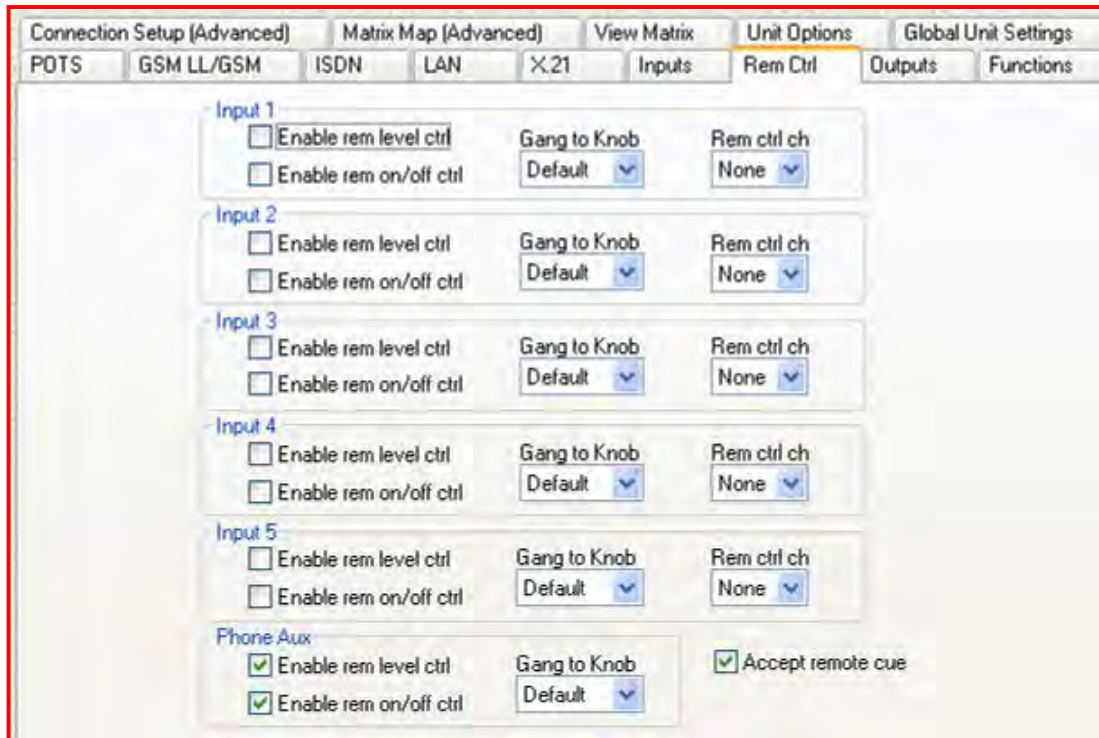 Connection Setup (Advanced) Matrix Map (Advanced) View Matrix Unit Options Global Unit Settings
POTS GSM LL/GSM ISDN LAN X.21 Inputs Rem Ctrl Outputs Functions
Input 1
Enable rem level ctrl Gang to Knob Rem ctrl ch
Enable rem on/off ctrl Default None
Input 2
Enable rem level ctrl Gang to Knob Rem ctrl ch
Enable rem on/off ctrl Default None
Input 3
Enable rem level ctrl Gang to Knob Rem ctrl ch
Enable rem on/off ctrl Default None
Input 4
Enable rem level ctrl Gang to Knob Rem ctrl ch
Enable rem on/off ctrl Default None
Input 5
Enable rem level ctrl Gang to Knob Rem ctrl ch
Enable rem on/off ctrl Default None
Phone Aux
Enable rem level ctrl Gang to Knob Accept remote cue
Enable rem on/off ctrl Default